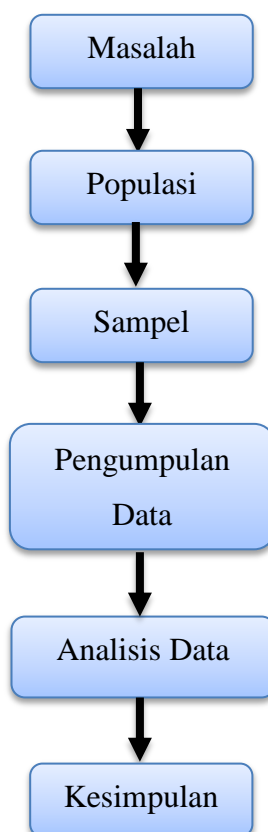 Masalah
Populasi
Sampel
Pengumpulan
Data
Analisis Data
Kesimpulan